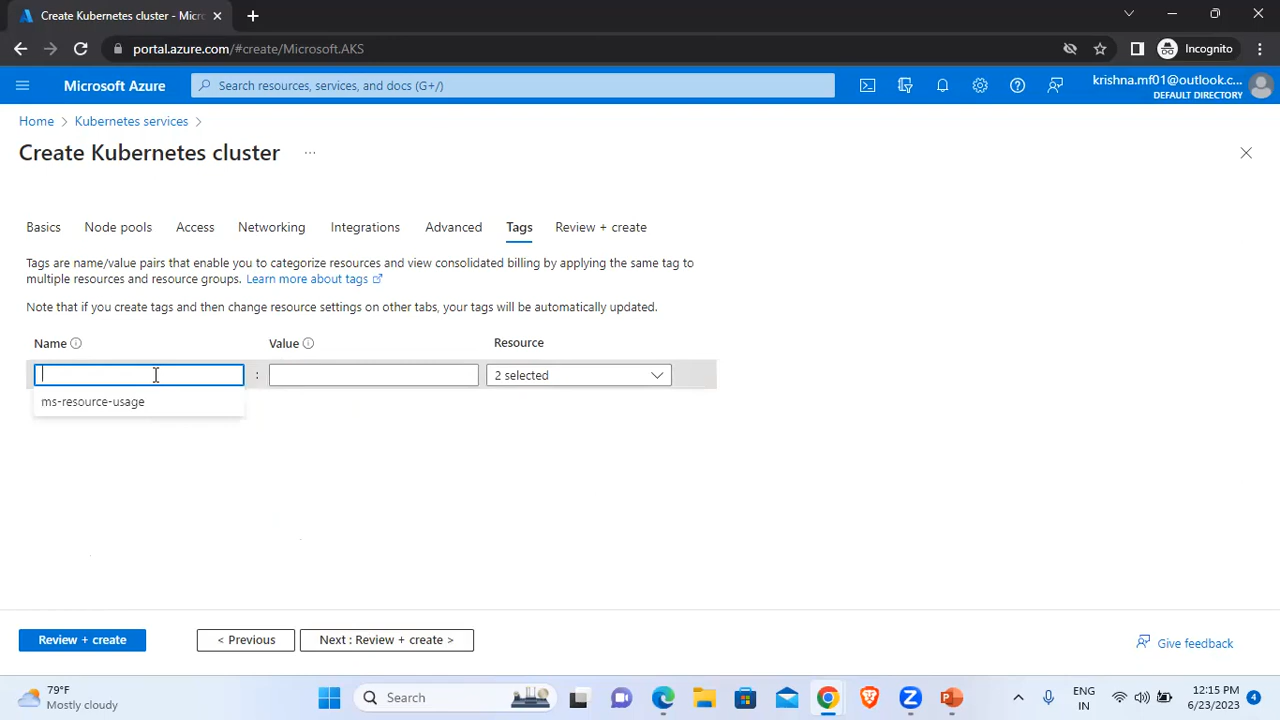 Create Kubernetes cluster - Micr
portal.azure.com/#create/Microsoft.AKS
Incognito
Microsoft Azure
Search resources, services, and docs (G+/)
krishna.mf01@outlook.c...
DEFAULT DIRECTORY
Home > Kubernetes services >
Create Kubernetes cluster ...
Basics Node pools Access Networking Integrations Advanced Tags Review + create
Tags are name/value pairs that enable you to categorize resources and view consolidated billing by applying the same tag to
multiple resources and resource groups. Learn more about tags
Note that if you create tags and then change resource settings on other tabs, your tags will be automatically updated.
Name Value Resource
: 2 selected
ms-resource-usage
Review + create < Previous Next : Review + create > Give feedback
79°F
Mostly cloudy
Search
ENG
IN
12:15 PM
6/23/2023
4